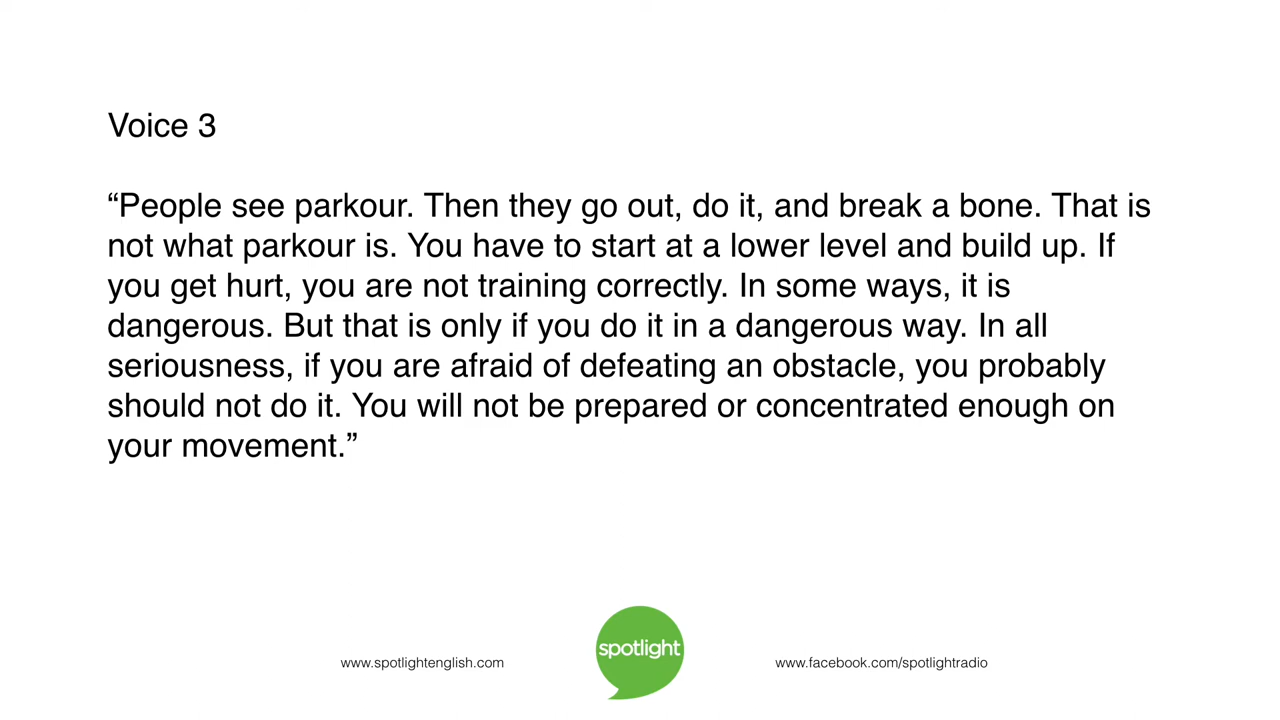 Voice 3
“People see parkour. Then they go out, do it, and break a bone. That is
not what parkour is. You have to start at a lower level and build up. If
you get hurt, you are not training correctly. In some ways, it is
dangerous. But that is only if you do it in a dangerous way. In all
seriousness, if you are afraid of defeating an obstacle, you probably
should not do it. You will not be prepared or concentrated enough on
your movement.”
www.spotlightenglish.com
spotlight
www.facebook.com/spotlightradio